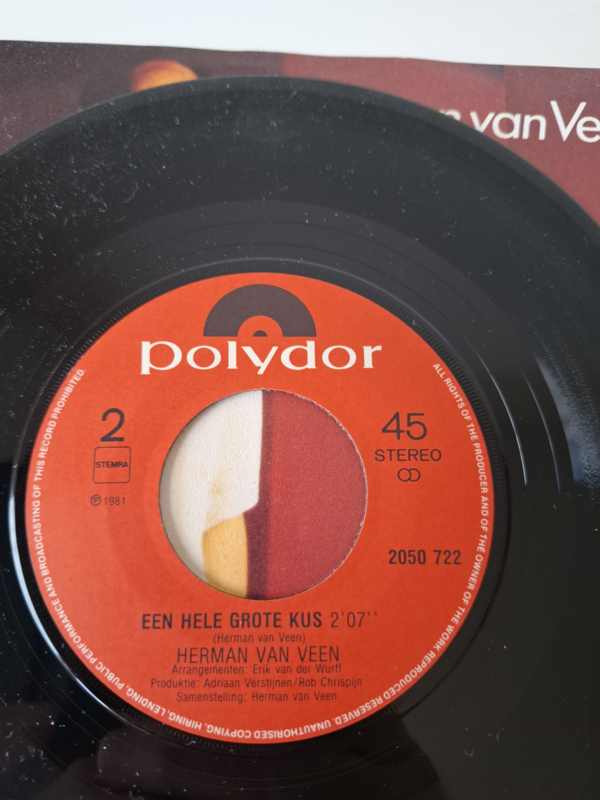 n van Ve
polydor
2
STEMRA
℗ 1981
45
STEREO
2050 722
EEN HELE GROTE KUS 2'07''
(Herman van Veen)
HERMAN VAN VEEN
Arrangementen: Erik van der Wurff
Produktie: Adriaan Verstijnen/Rob Chrispijn
Samenstelling: Herman van Veen
ALL RIGHTS OF THE PRODUCER AND OF THE OWNER OF THE WORK REPRODUCED RESERVED. UNAUTHORISED COPYING, HIRING, LENDING, PUBLIC PERFORMANCE AND BROADCASTING OF THIS RECORD PROHIBITED.